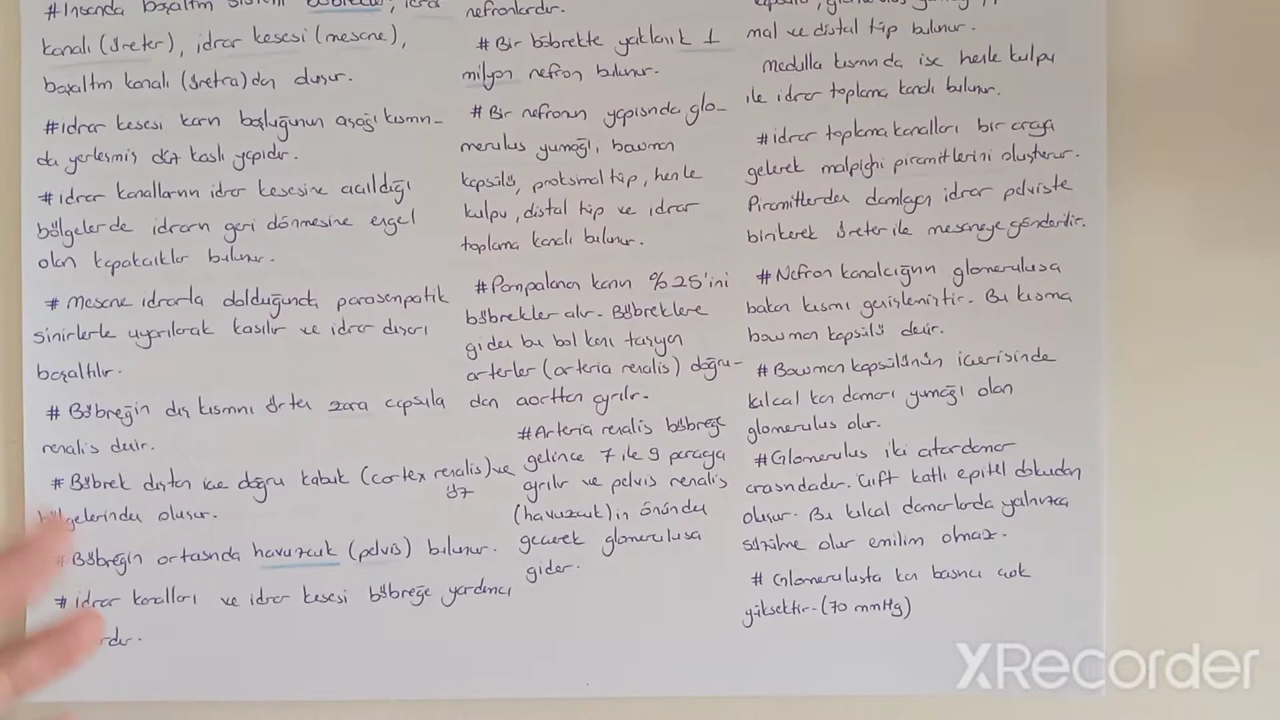 #İnsanda boşaltım sistemi böbrekler, idrar
kanalı (üreter), idrar kesesi (mesane),
boşaltım kanalı (üretra)dan oluşur.
#idrar kesesi karın boşluğunun aşağı kısmın-
da yerleşmiş düz kaslı yapıdır.
#idrar kanallarının idrar kesesine açıldığı
bölgelerde idrarın geri dönmesine engel
olan kapakçıklar bulunur.
# Mesane idrarla dolduğunda parasempatik
sinirlerle uyarılarak kasılır ve idrar dışarı
boşaltılır.
# Böbreğin dış kısmını örten zara capsula
renalis denir.
# Böbrek dıştan içe doğru kabuk (cortex renalis) ve
öz
bölgelerinden oluşur.
#Böbreğin ortasında havuzcuk (pelvis) bulunur.
# idrar kanalları ve idrar kesesi böbreğe yardımcı
nefronlardır.
# Bir böbrekte yaklaşık 1
milyon nefron bulunur.
# Bir nefronun yapısında glo-
merulus yumağı, bowman
kapsülü, proksimal tüp, henle
kulpu, distal tüp ve idrar
toplama kanalı bulunur.
#Pompalanan kanın %25'ini
böbrekler alır. Böbreklere
giden bu bol kanı taşıyan
arterler (arteria renalis) doğru-
dan aorttan ayrılır.
#Arteria renalis böbreğe
gelince 7 ile 9 parçaya
ayrılır ve pelvis renalis
(havuzcuk)in önünden
geçerek glomerulusa
gider.
mal ve distal tüp bulunur.
Medulla kısmında ise henle kulpu
ile idrar toplama kanalı bulunur.
#idrar toplama kanalları bir araya
gelerek malpighi piramitlerini oluşturur.
Piramitlerden damlayan idrar pelviste
birikerek üreter ile mesaneye gönderilir.
#Nefron kanalcığının glomerulusa
bakan kısmı genişlemiştir. Bu kısma
bowman kapsülü denir.
# Bowman kapsülünün içerisinde
kılcal kan damarı yumağı olan
glomerulus olur.
#Glomerulus iki atardamar
arasındadır. Çift katlı epitel dokudan
oluşur. Bu kılcal damarlarda yalnızca
süzülme olur emilim olmaz.
# Glomerulusta kan basıncı çok
yüksektir. (70 mmHg)
XRecorder